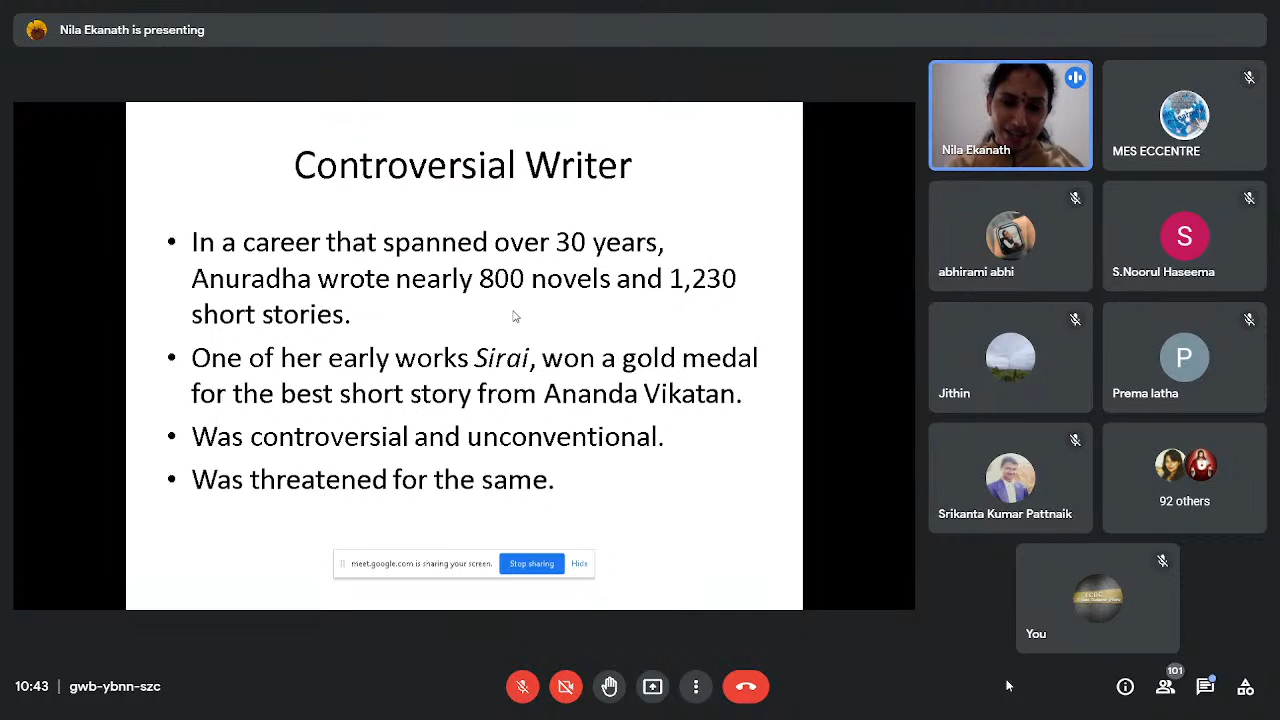 Nila Ekanath is presenting
Controversial Writer
• In a career that spanned over 30 years,
Anuradha wrote nearly 800 novels and 1,230
short stories.
• One of her early works Sirai, won a gold medal
for the best short story from Ananda Vikatan.
• Was controversial and unconventional.
• Was threatened for the same.
meet.google.com is sharing your screen.
Stop sharing
Hide
Nila Ekanath
MES ECCENTRE
abhirami abhi
S
S.Noorul Haseema
Jithin
P
Prema latha
Srikanta Kumar Pattnaik
92 others
You
10:43 | gwb-ybnn-szc
101